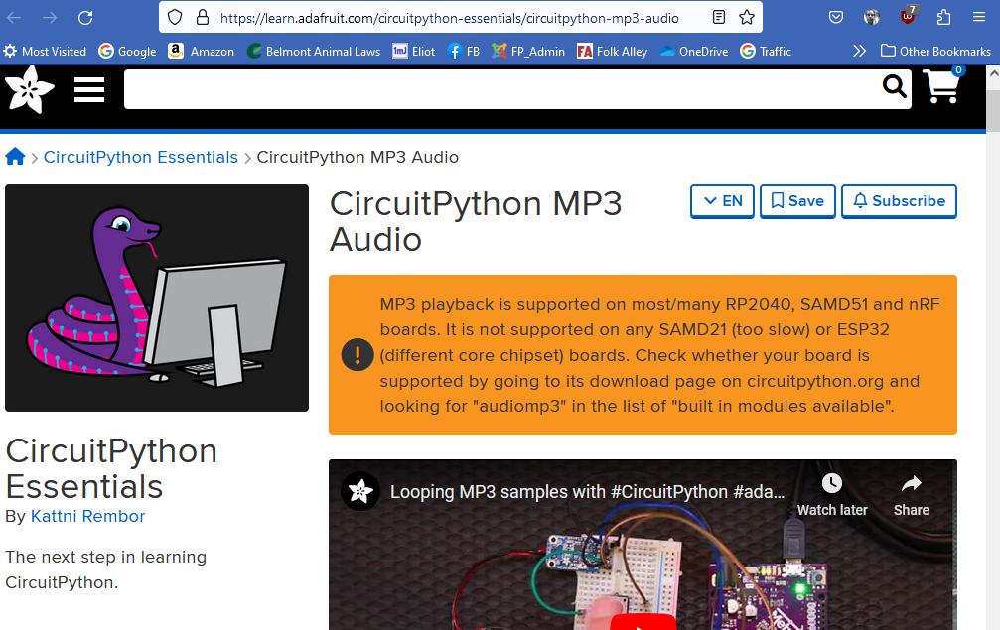 https://learn.adafruit.com/circuitpython-essentials/circuitpython-mp3-audio
7
Most Visited Google a Amazon Belmont Animal Laws 1mJ Eliot f FB FP_Admin FA Folk Alley OneDrive G Traffic Other Bookmarks
0
CircuitPython Essentials > CircuitPython MP3 Audio
CircuitPython MP3
Audio
EN Save Subscribe
MP3 playback is supported on most/many RP2040, SAMD51 and nRF
boards. It is not supported on any SAMD21 (too slow) or ESP32
(different core chipset) boards. Check whether your board is
supported by going to its download page on circuitpython.org and
looking for "audiomp3" in the list of "built in modules available".
CircuitPython
Essentials
By Kattni Rembor
The next step in learning
CircuitPython.
Looping MP3 samples with #CircuitPython #ada...
Watch later Share